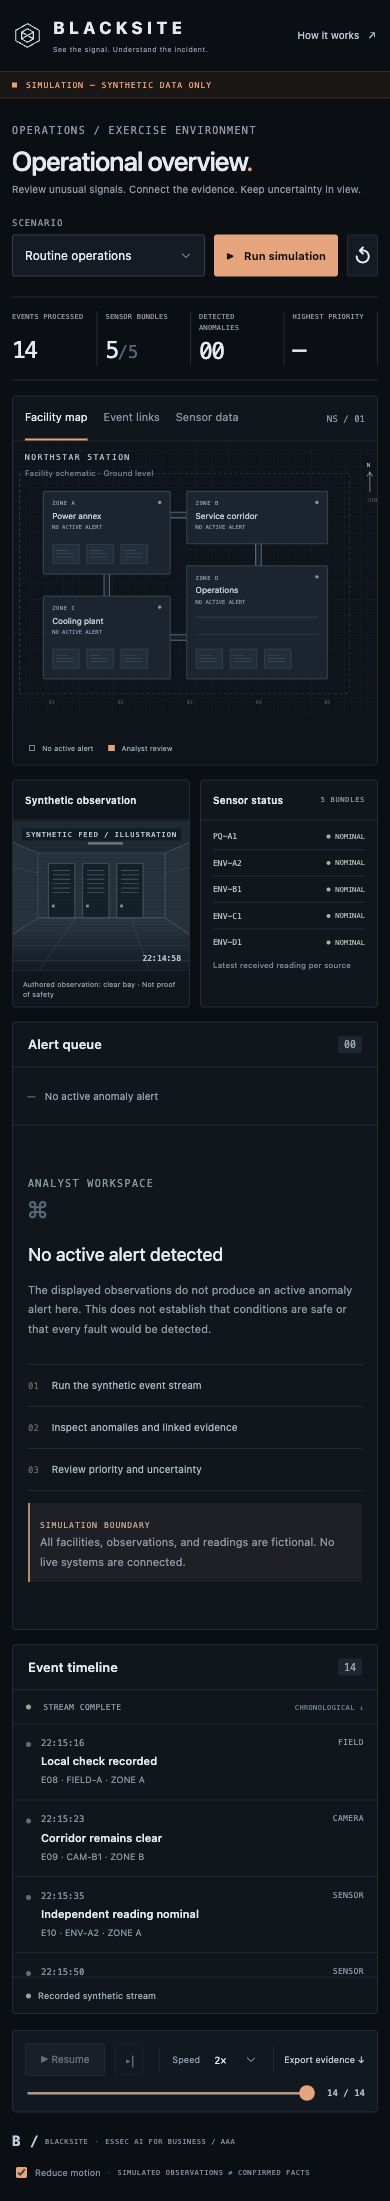 BLACKSITE
See the signal. Understand the incident.
How it works ↗
SIMULATION — SYNTHETIC DATA ONLY
OPERATIONS / EXERCISE ENVIRONMENT
Operational overview.
Review unusual signals. Connect the evidence. Keep uncertainty in view.
SCENARIO
Routine operations
Run simulation
EVENTS PROCESSED
14
SENSOR BUNDLES
5/5
DETECTED
ANOMALIES
00
HIGHEST PRIORITY
—
Facility map
Event links
Sensor data
NS / 01
NORTHSTAR STATION
Facility schematic · Ground level
N
ZONE A
Power annex
NO ACTIVE ALERT
ZONE B
Service corridor
NO ACTIVE ALERT
ZONE C
Cooling plant
NO ACTIVE ALERT
ZONE D
Operations
NO ACTIVE ALERT
01 02 03 04 05
No active alert
Analyst review
Synthetic observation
SYNTHETIC FEED / ILLUSTRATION
22:14:58
Authored observation: clear bay · Not proof
of safety
Sensor status
5 BUNDLES
PQ-A1 NOMINAL
ENV-A2 NOMINAL
ENV-B1 NOMINAL
ENV-C1 NOMINAL
ENV-D1 NOMINAL
Latest received reading per source
Alert queue
00
— No active anomaly alert
ANALYST WORKSPACE
⌘
No active alert detected
The displayed observations do not produce an active anomaly
alert here. This does not establish that conditions are safe or
that every fault would be detected.
01 Run the synthetic event stream
02 Inspect anomalies and linked evidence
03 Review priority and uncertainty
SIMULATION BOUNDARY
All facilities, observations, and readings are fictional. No
live systems are connected.
Event timeline
14
STREAM COMPLETE
CHRONOLOGICAL ↓
22:15:16 FIELD
Local check recorded
E08 · FIELD-A · ZONE A
22:15:23 CAMERA
Corridor remains clear
E09 · CAM-B1 · ZONE B
22:15:35 SENSOR
Independent reading nominal
E10 · ENV-A2 · ZONE A
22:15:50 SENSOR
Recorded synthetic stream
Resume
Speed 2x
Export evidence ↓
14 / 14
B / BLACKSITE · ESSEC AI FOR BUSINESS / AAA
Reduce motion · SIMULATED OBSERVATIONS ≠ CONFIRMED FACTS